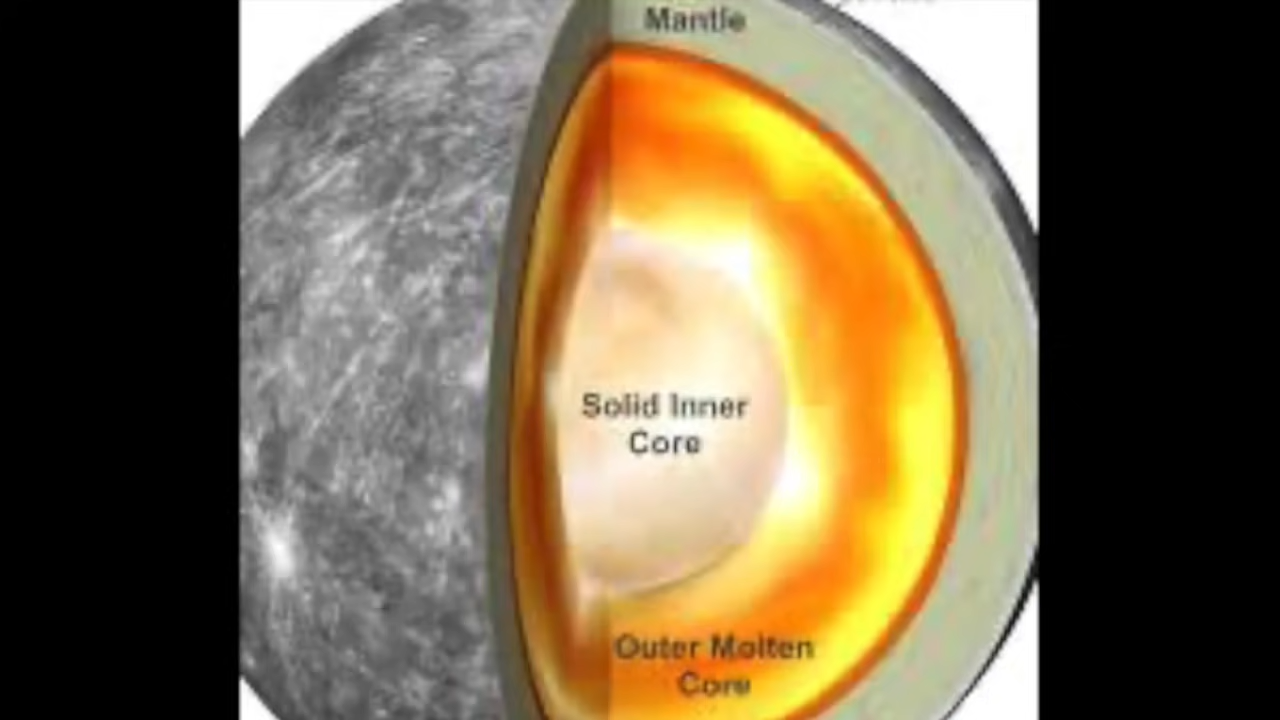 Mantle
Solid Inner
Core
Outer Molten
Core